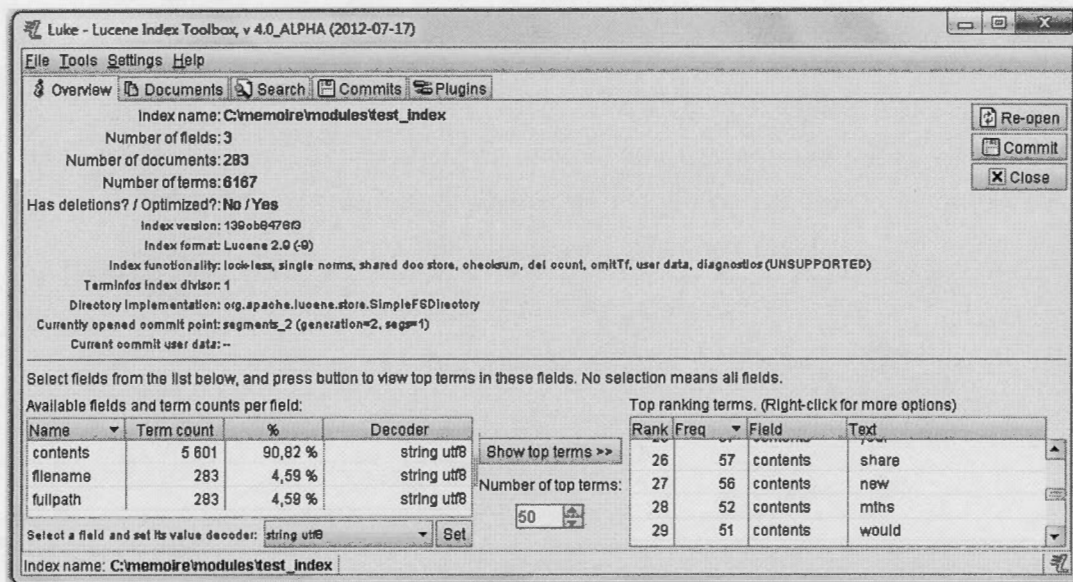 Luke - Lucene Index Toolbox, v 4.0_ALPHA (2012-07-17)
File Tools Settings Help
Overview Documents Search Commits Plugins
Index name: C:\memoire\modules\test_index
Re-open
Number of fields: 3
Commit
Number of documents: 283
Number of terms: 6167
Close
Has deletions? / Optimized?: No / Yes
Index version: 139ob8476f3
Index format: Lucene 2.9 (-9)
Index functionality: lock-less, single norms, shared doc store, checksum, del count, omitTf, user data, diagnostics (UNSUPPORTED)
TermInfos index divisor: 1
Directory implementation: org.apache.lucene.store.SimpleFSDirectory
Currently opened commit point: segments_2 (generation=2, segs=1)
Current commit user data: --
Select fields from the list below, and press button to view top terms in these fields. No selection means all fields.
Available fields and term counts per field:
Name Term count % Decoder
contents 5 601 90,82 % string utf8
filename 283 4,59 % string utf8
fullpath 283 4,59 % string utf8
Select a field and set its value decoder: string utf8 Set
Show top terms >>
Number of top terms:
50
Top ranking terms. (Right-click for more options)
Rank Freq Field Text
26 57 contents share
27 56 contents new
28 52 contents mths
29 51 contents would
Index name: C:\memoire\modules\test_index